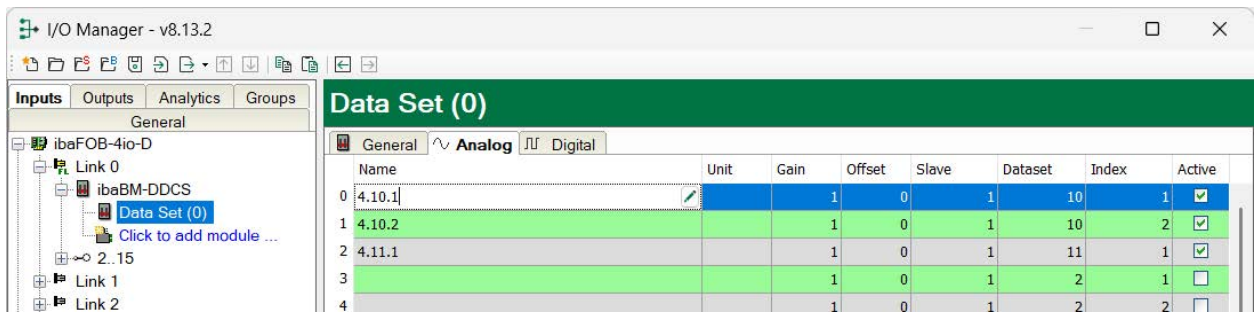 I/O Manager - v8.13.2
Inputs Outputs Analytics Groups
General
ibaFOB-4io-D
Link 0
ibaBM-DDCS
Data Set (0)
Click to add module ...
2..15
Link 1
Link 2
Data Set (0)
General Analog Digital
Name Unit Gain Offset Slave Dataset Index Active
0 4.10.1 1 0 1 10 1
1 4.10.2 1 0 1 10 2
2 4.11.1 1 0 1 11 1
3 1 0 1 2 1
4 1 0 1 2 2